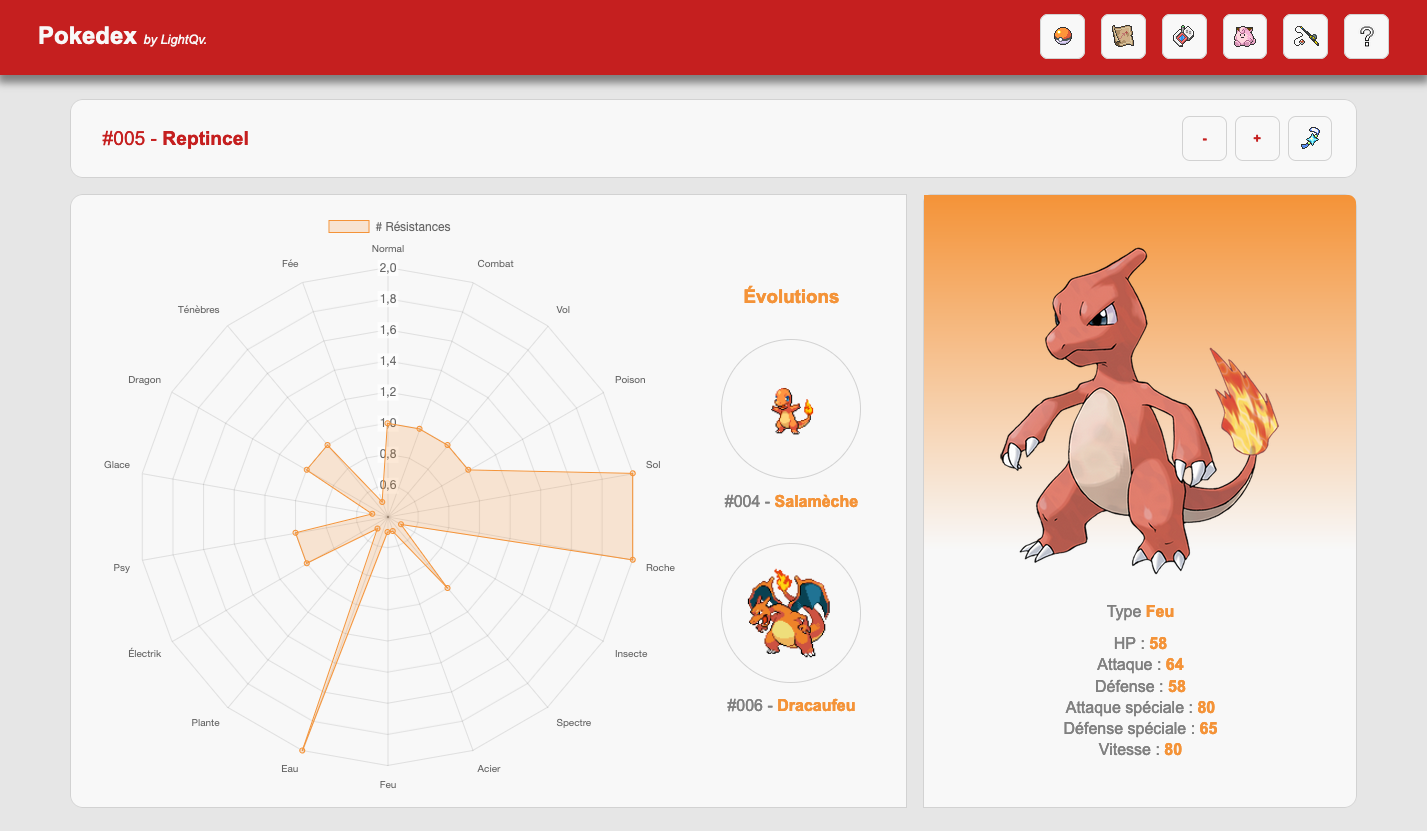 Pokedex by LightQv.
?
#005 - Reptincel
-
+
# Résistances
Normal
Combat
Vol
Poison
Sol
Roche
Insecte
Spectre
Acier
Feu
Eau
Plante
Électrik
Psy
Glace
Dragon
Ténèbres
Fée
2,0
1,8
1,6
1,4
1,2
1,0
0,8
0,6
Évolutions
#004 - Salamèche
#006 - Dracaufeu
Type Feu
HP : 58
Attaque : 64
Défense : 58
Attaque spéciale : 80
Défense spéciale : 65
Vitesse : 80